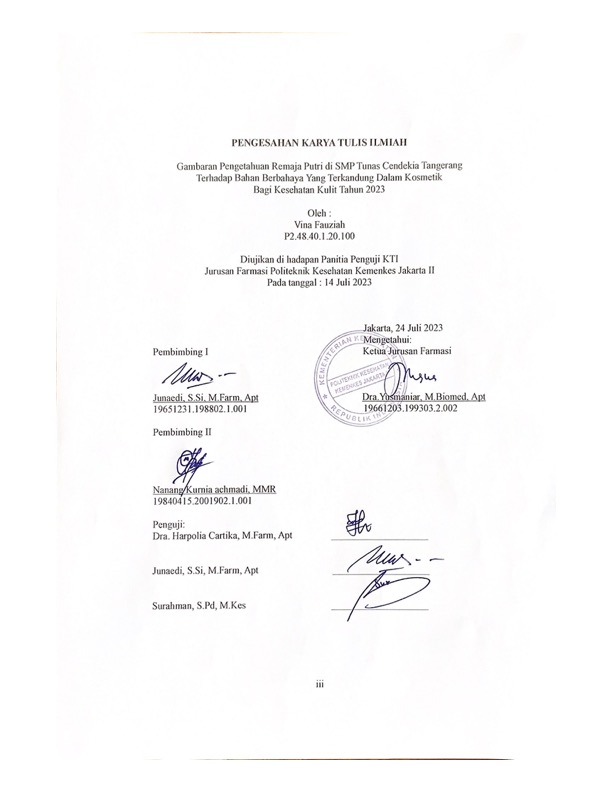 PENGESAHAN KARYA TULIS ILMIAH
Gambaran Pengetahuan Remaja Putri di SMP Tunas Cendekia Tangerang
Terhadap Bahan Berbahaya Yang Terkandung Dalam Kosmetik
Bagi Kesehatan Kulit Tahun 2023
Oleh :
Vina Fauziah
P2.48.40.1.20.100
Diujikan di hadapan Panitia Penguji KTI
Jurusan Farmasi Politeknik Kesehatan Kemenkes Jakarta II
Pada tanggal : 14 Juli 2023
Jakarta, 24 Juli 2023
Mengetahui:
Pembimbing I
Ketua Jurusan Farmasi
POLITEKNIK KESEHATAN
KEMENKES JAKARTA
REPUBLIK
Junaedi, S.Si, M.Farm, Apt
19651231.198802.1.001
Dra.Yusmaniar, M.Biomed, Apt
19661203.199303.2.002
Pembimbing II
Nanang Kurnia achmadi, MMR
19840415.2001902.1.001
Penguji:
Dra. Harpolia Cartika, M.Farm, Apt
Junaedi, S.Si, M.Farm, Apt
Surahman, S.Pd, M.Kes
iii